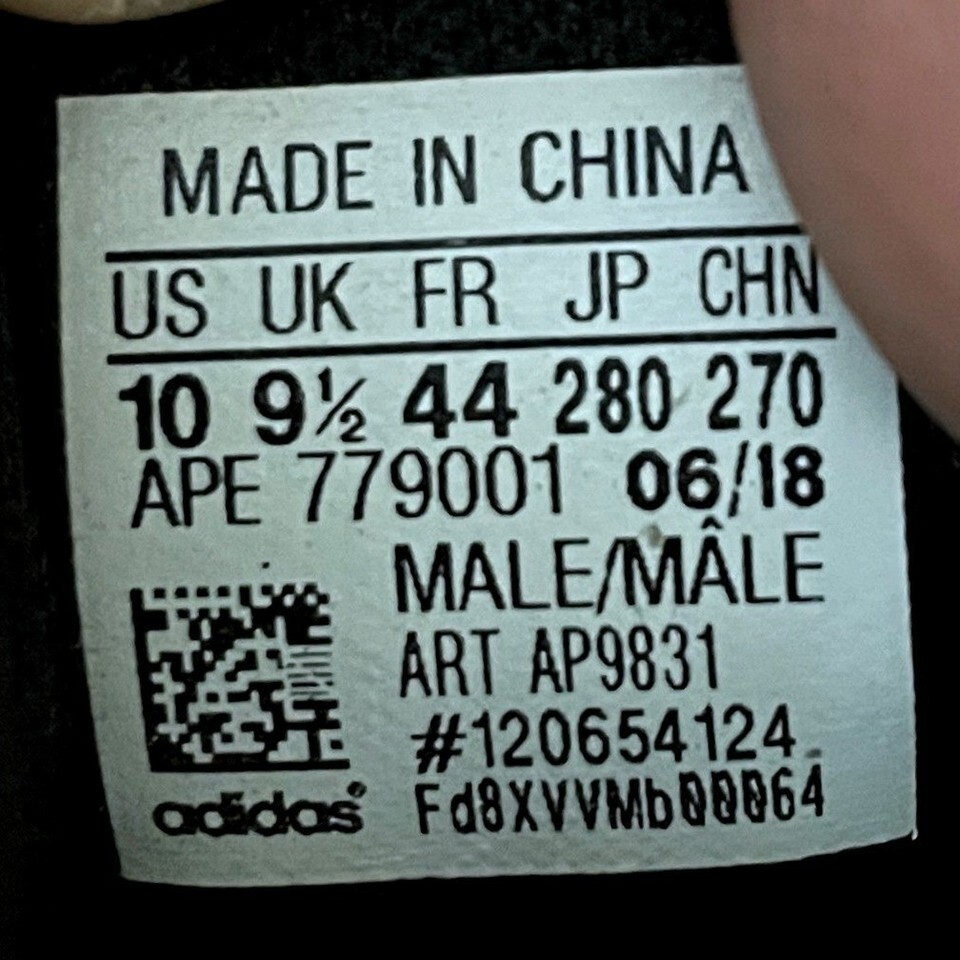 MADE IN CHINA
US UK FR JP CHN
10 9½ 44 280 270
APE 779001 06/18
MALE/MÂLE
ART AP9831
#120654124
adidas® Fd8XVVMb00064